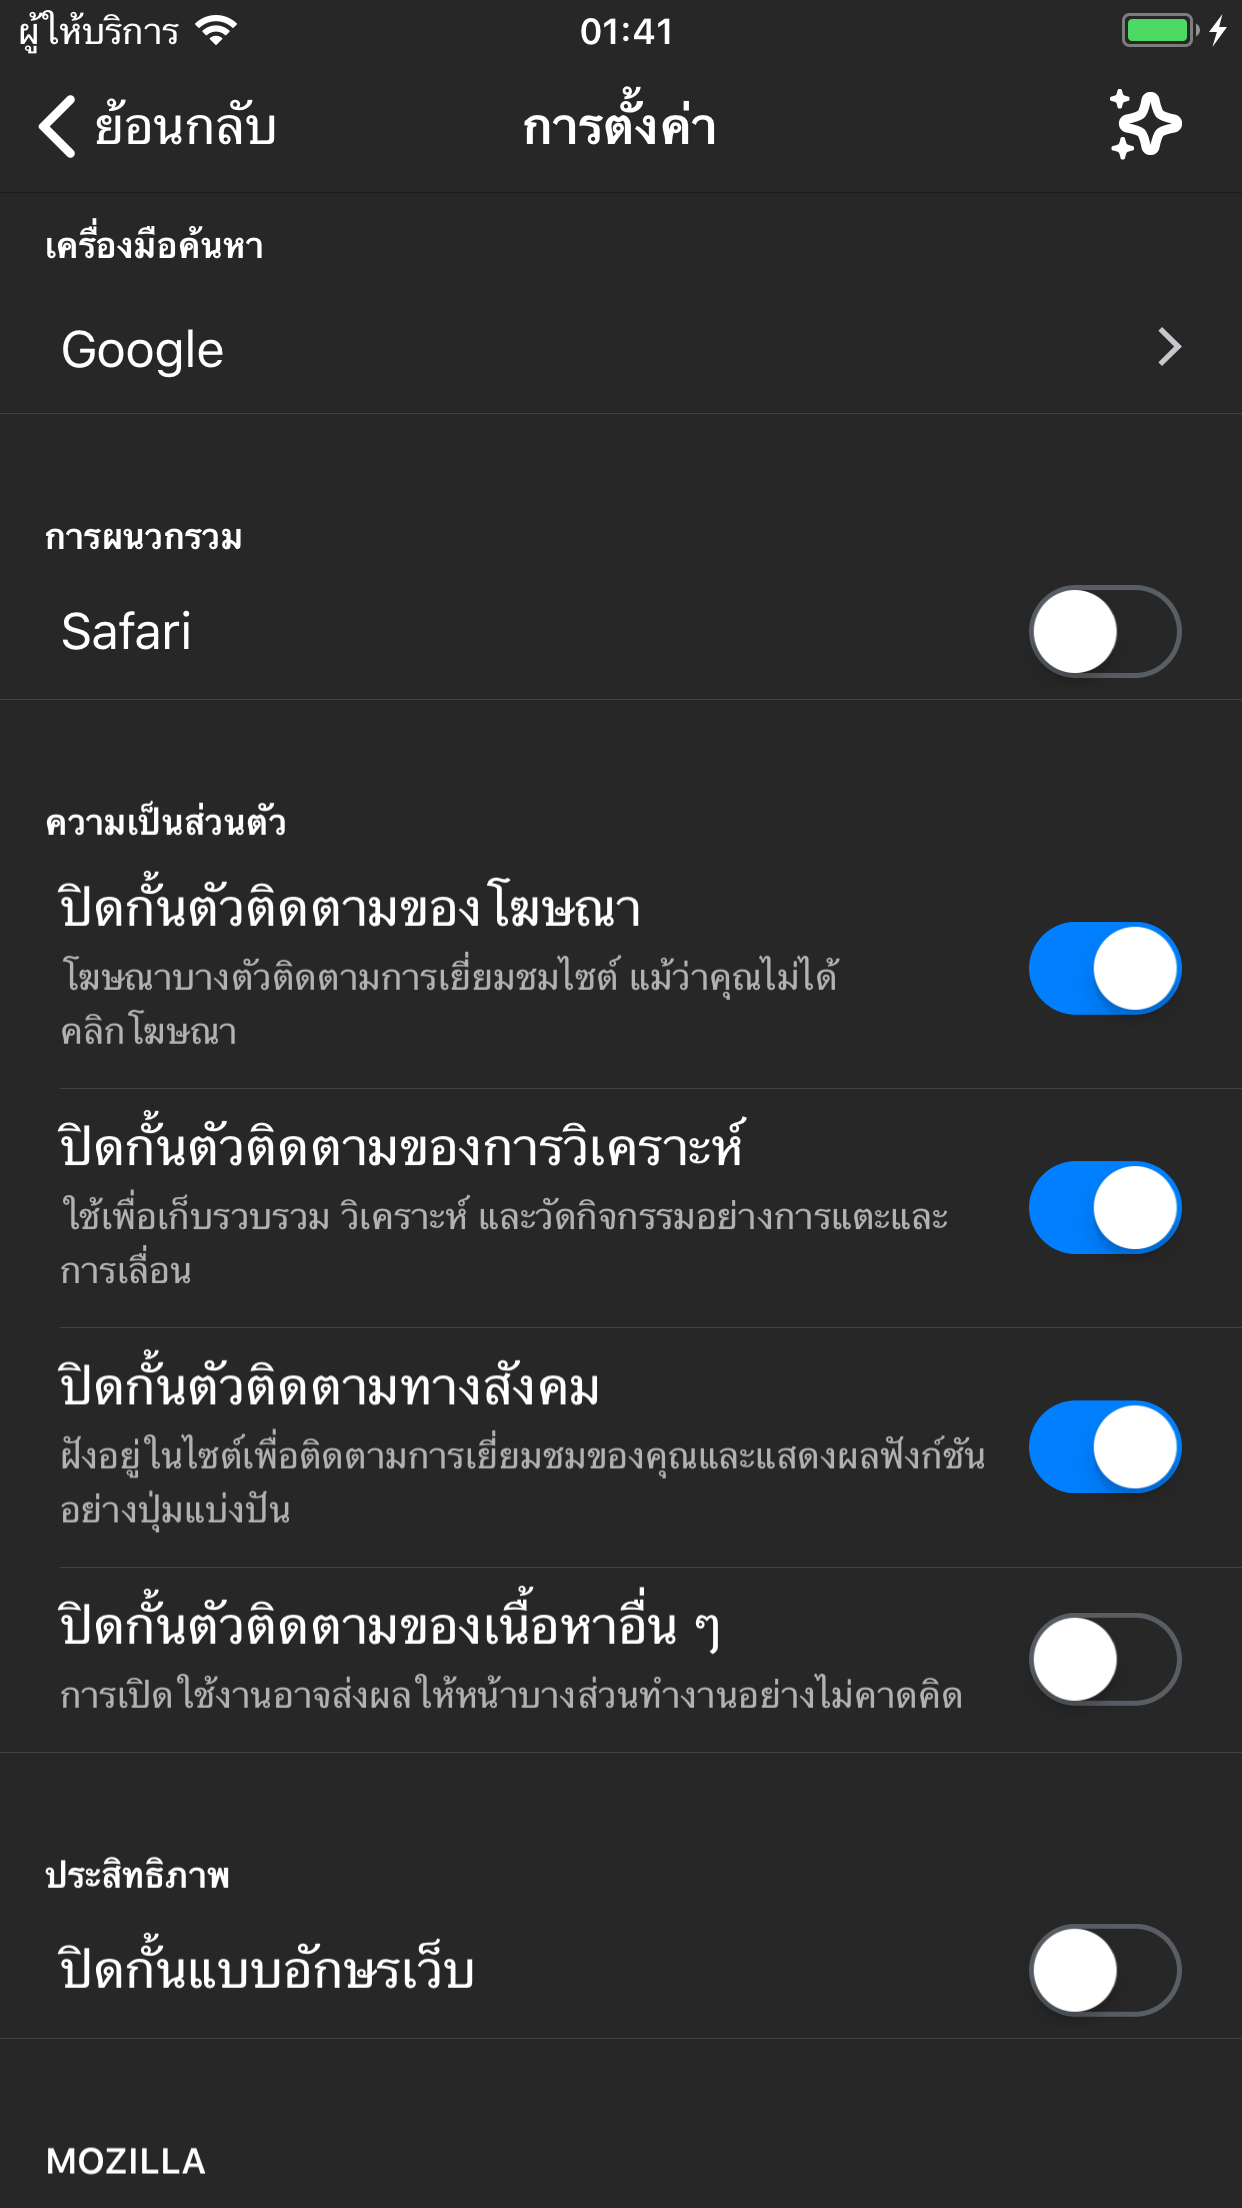 ผู้ให้บริการ 01:41
ย้อนกลับ การตั้งค่า
เครื่องมือค้นหา
Google
การผนวกรวม
Safari
ความเป็นส่วนตัว
ปิดกั้นตัวติดตามของโฆษณา
โฆษณาบางตัวติดตามการเยี่ยมชมไซต์ แม้ว่าคุณไม่ได้
คลิกโฆษณา
ปิดกั้นตัวติดตามของการวิเคราะห์
ใช้เพื่อเก็บรวบรวม วิเคราะห์ และวัดกิจกรรมอย่างการแตะและ
การเลื่อน
ปิดกั้นตัวติดตามทางสังคม
ฝังอยู่ในไซต์เพื่อติดตามการเยี่ยมชมของคุณและแสดงผลฟังก์ชัน
อย่างปุ่มแบ่งปัน
ปิดกั้นตัวติดตามของเนื้อหาอื่น ๆ
การเปิดใช้งานอาจส่งผลให้หน้าบางส่วนทำงานอย่างไม่คาดคิด
ประสิทธิภาพ
ปิดกั้นแบบอักษรเว็บ
MOZILLA